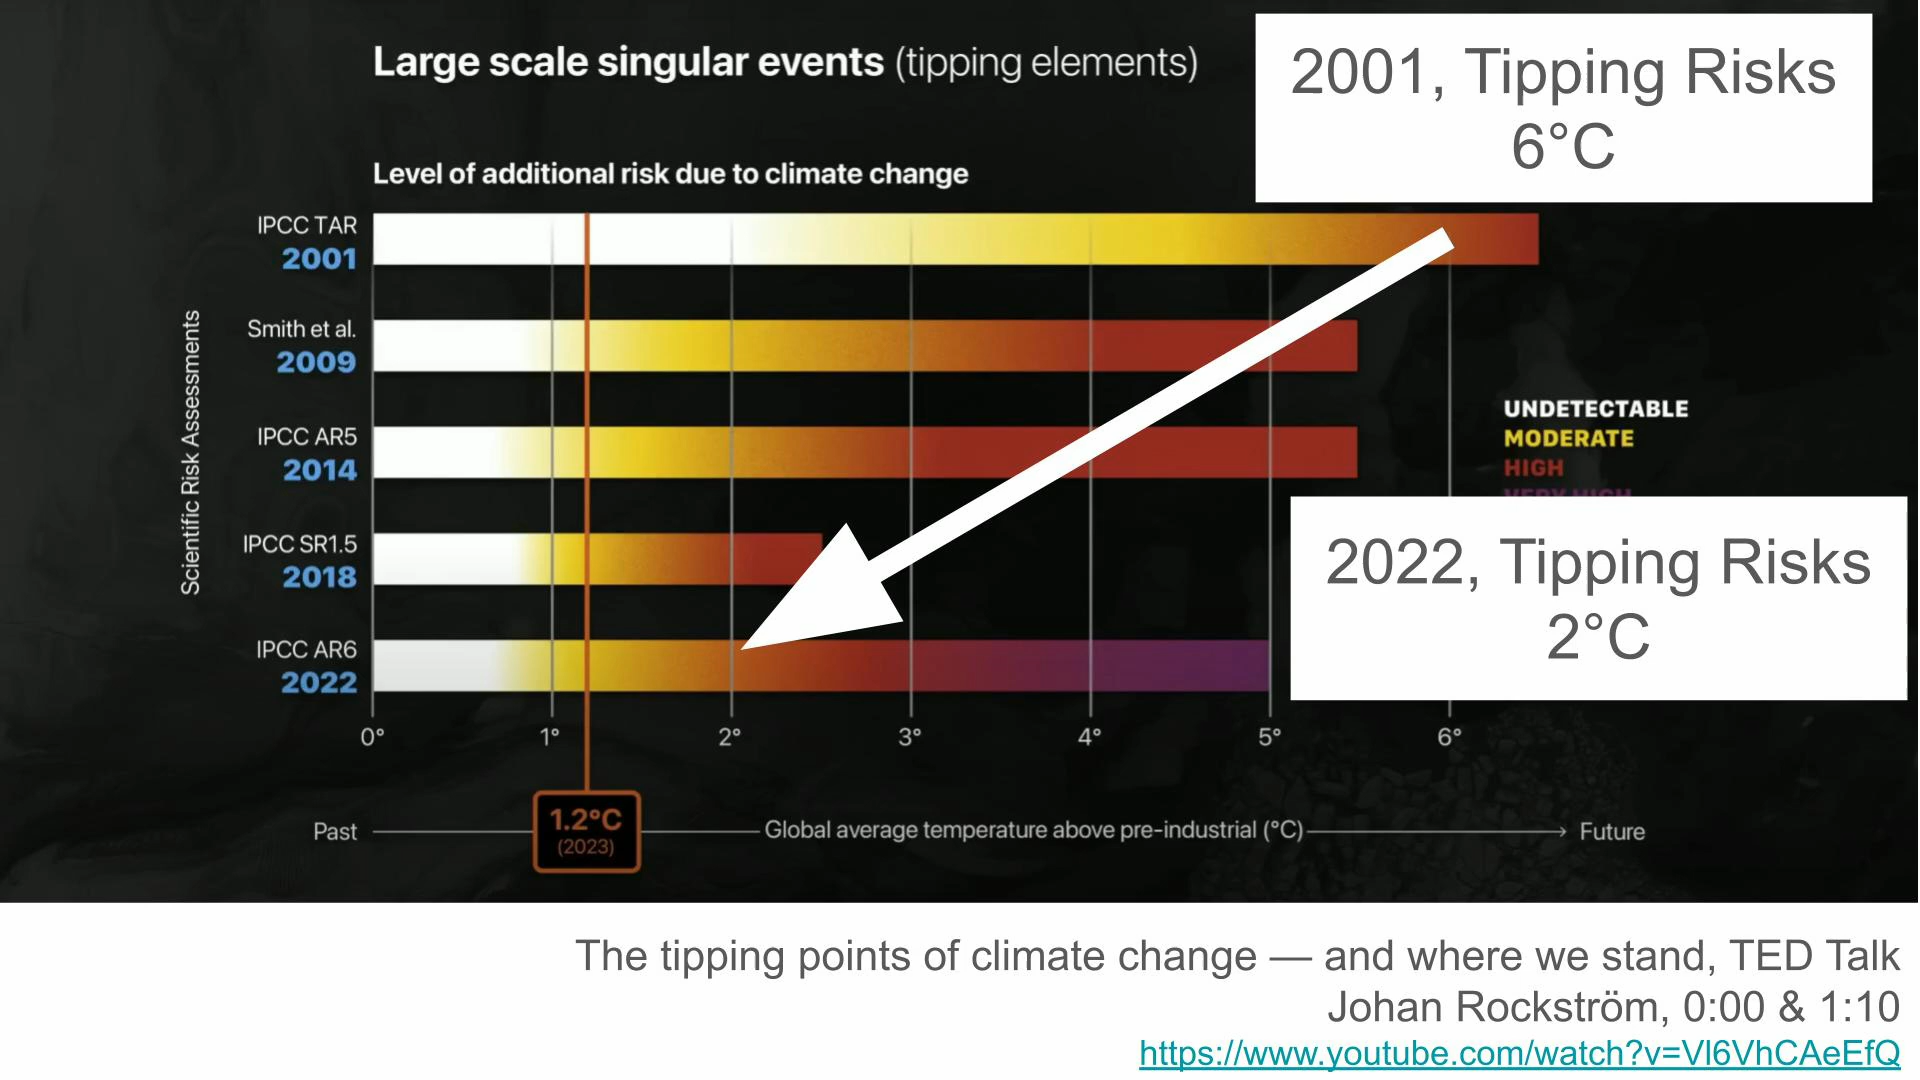 Large scale singular events (tipping elements)
2001, Tipping Risks
6°C
Level of additional risk due to climate change
Scientific Risk Assessments
IPCC TAR
2001
Smith et al.
2009
IPCC AR5
2014
IPCC SR1.5
2018
IPCC AR6
2022
UNDETECTABLE
MODERATE
HIGH
VERY HIGH
2022, Tipping Risks
2°C
0° 1° 2° 3° 4° 5° 6°
1.2°C
(2023)
Past Global average temperature above pre-industrial (°C) Future
The tipping points of climate change — and where we stand, TED Talk
Johan Rockström, 0:00 & 1:10
https://www.youtube.com/watch?v=Vl6VhCAeEfQ